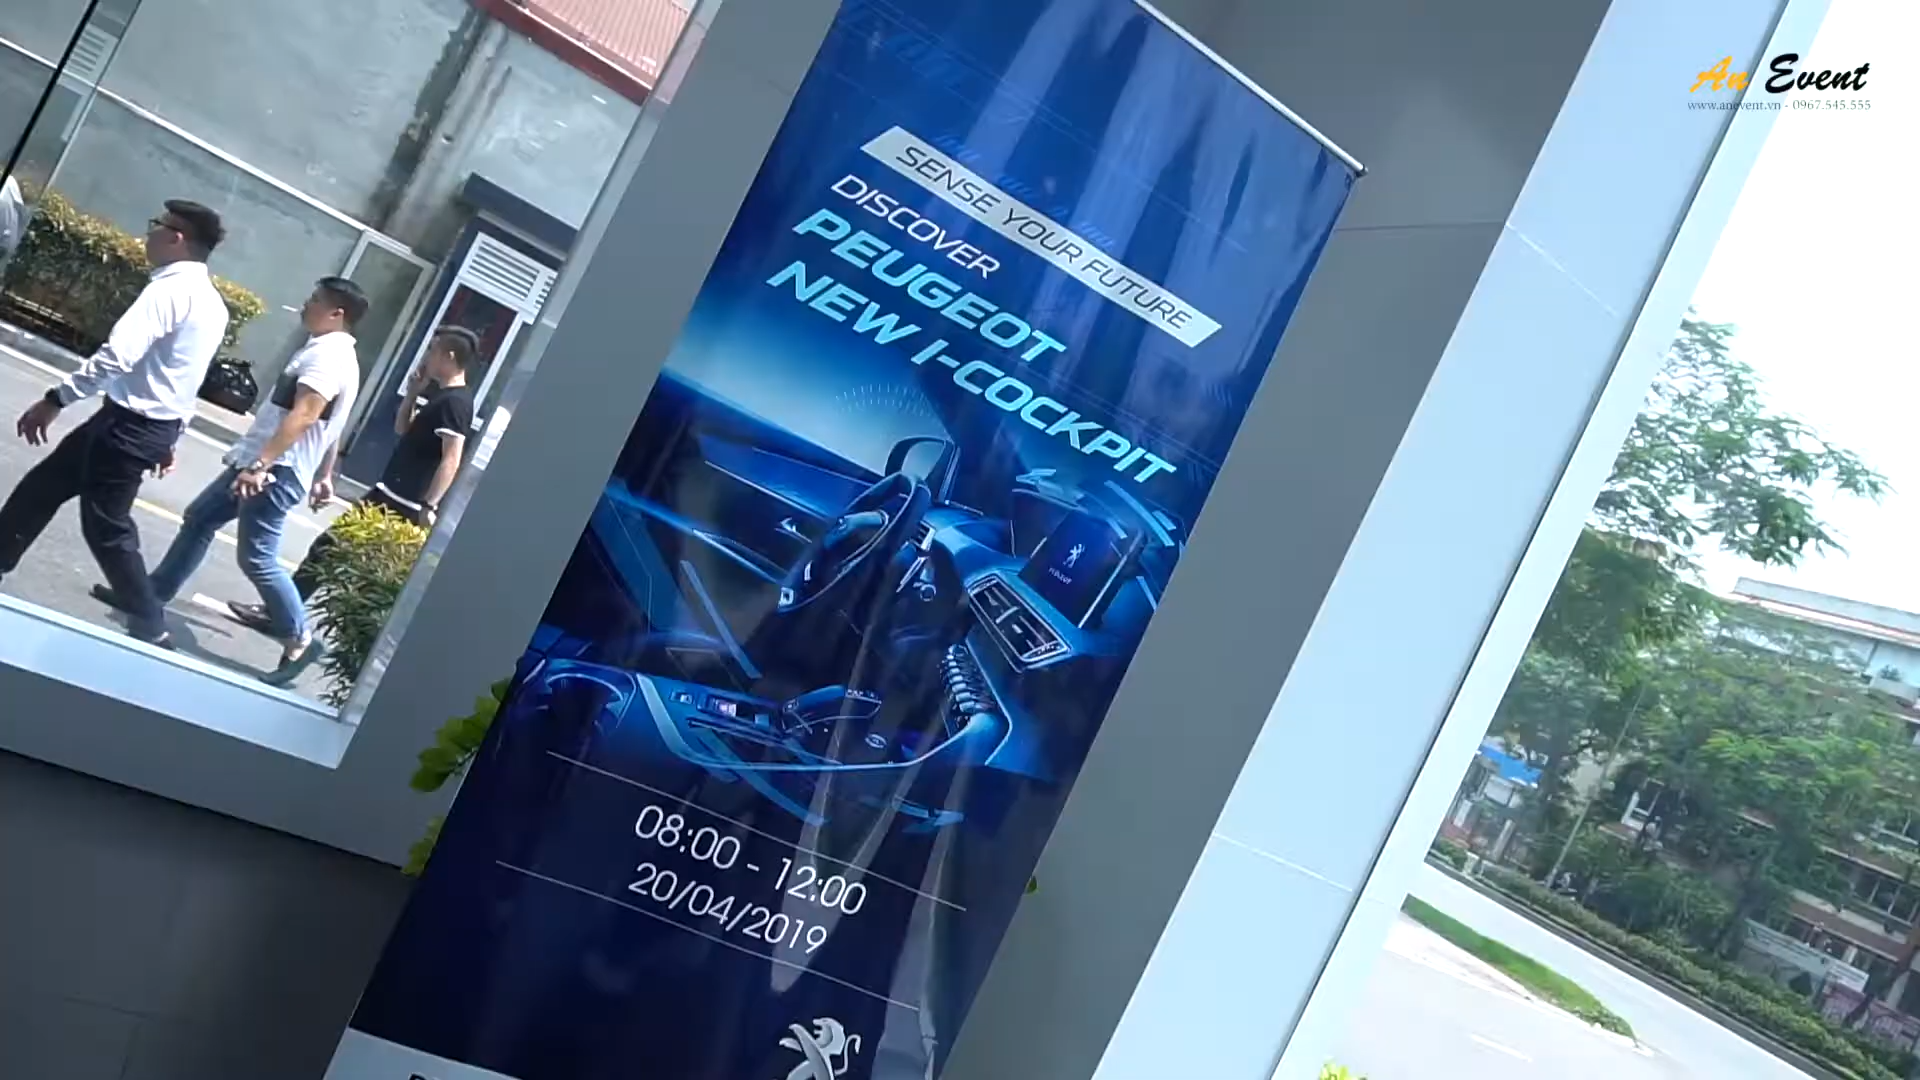 An Event
www.anevent.vn - 0967.545.555
SENSE YOUR FUTURE
DISCOVER
PEUGEOT
NEW I-COCKPIT
PEUGEOT
08:00 - 12:00
20/04/2019